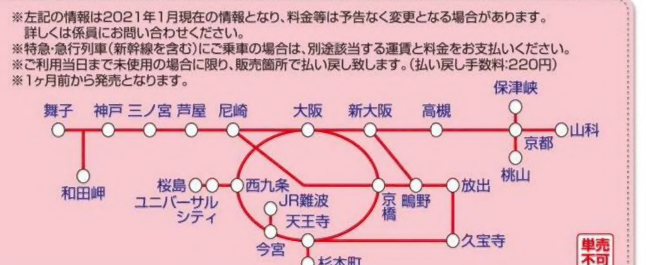 ※左記の情報は2021年1月現在の情報となり、料金等は予告なく変更となる場合があります。
詳しくは係員にお問い合わせください。
※特急・急行列車(新幹線を含む)にご乗車の場合は、別途該当する運賃と料金をお支払いください。
※ご利用当日まで未使用の場合に限り、販売箇所で払い戻し致します。(払い戻し手数料:220円)
※1ヶ月前から発売となります。
保津峡
舞子 神戸 三ノ宮 芦屋 尼崎 大阪 新大阪 高槻
山科
京都
和田岬
桃山
桜島
ユニバーサル
シティ
西九条
JR難波
天王寺
今宮
京橋
鴫野
放出
久宝寺
杉本町
単売
不可